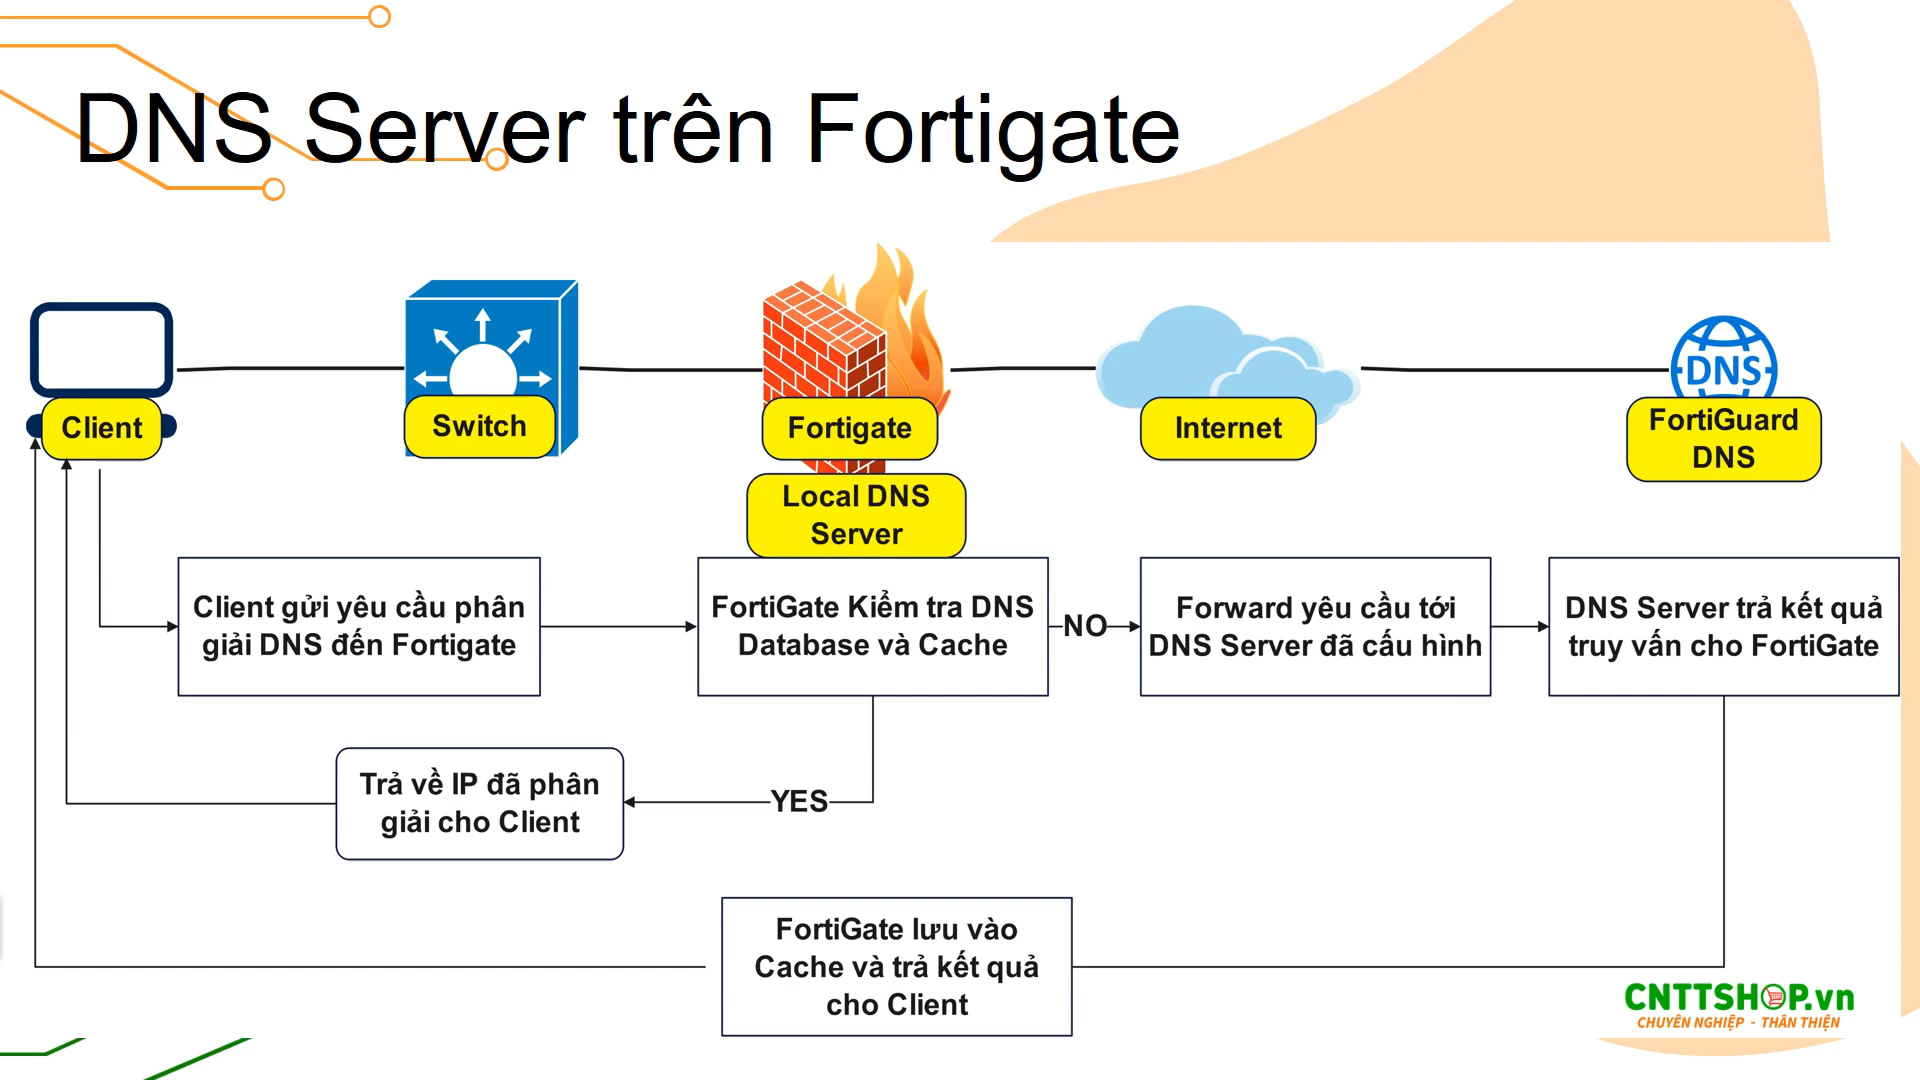 DNS Server trên Fortigate
DNS
Client
Switch
Fortigate
Internet
FortiGuard
DNS
Local DNS
Server
Client gửi yêu cầu phân
giải DNS đến Fortigate
FortiGate Kiểm tra DNS
Database và Cache
NO
Forward yêu cầu tới
DNS Server đã cấu hình
DNS Server trả kết quả
truy vấn cho FortiGate
Trả về IP đã phân
giải cho Client
YES
FortiGate lưu vào
Cache và trả kết quả
cho Client
CNTTSHOP.vn
CHUYÊN NGHIỆP - THÂN THIỆN